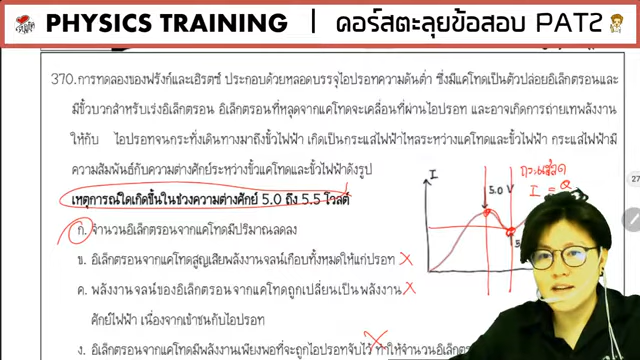 PHYSICS TRAINING | คอร์สตะลุยข้อสอบ PAT2
370. การทดลองของฟรังก์และเฮิรตซ์ ประกอบด้วยหลอดบรรจุไอปรอทความดันต่ำ ซึ่งมีแคโทดเป็นตัวปล่อยอิเล็กตรอนและ
มีขั้วบวกสำหรับเร่งอิเล็กตรอน อิเล็กตรอนที่หลุดจากแคโทดจะเคลื่อนที่ผ่านไอปรอท และอาจเกิดการถ่ายเทพลังงาน
ให้กับ ไอปรอทจนกระทั่งเดินทางมาถึงขั้วไฟฟ้า เกิดเป็นกระแสไฟฟ้าไหลระหว่างแคโทดและขั้วไฟฟ้า กระแสไฟฟ้ามี
ความสัมพันธ์กับความต่างศักย์ระหว่างขั้วแคโทดและขั้วไฟฟ้าดังรูป
เหตุการณ์ใดเกิดขึ้นในช่วงความต่างศักย์ 5.0 ถึง 5.5 โวลต์
ก. จำนวนอิเล็กตรอนจากแคโทดมีปริมาณลดลง
ข. อิเล็กตรอนจากแคโทดสูญเสียพลังงานจลน์เกือบทั้งหมดให้แก่ปรอท
ค. พลังงานจลน์ของอิเล็กตรอนจากแคโทดถูกเปลี่ยนเป็นพลังงาน
ศักย์ไฟฟ้า เนื่องจากเข้าชนกับไอปรอท
ง. อิเล็กตรอนจากแคโทดมีพลังงานเพียงพอที่จะถูกไอปรอทจับไว้ ทำให้จำนวนอิเล็กตร
I
5.0 V
I = Q
5
27